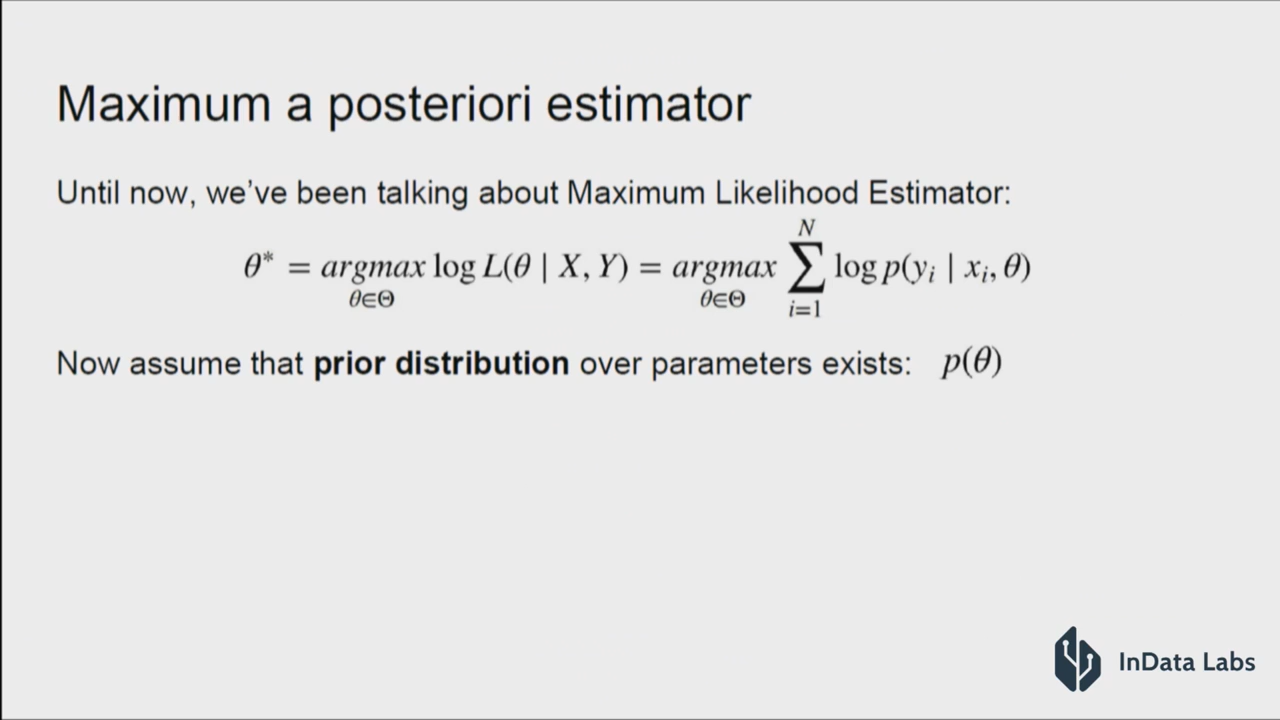 Maximum a posteriori estimator
Until now, we've been talking about Maximum Likelihood Estimator:
θ* = argmax_{θ∈Θ} log L(θ | X, Y) = argmax_{θ∈Θ} ∑_{i=1}^{N} log p(y_i | x_i, θ)
Now assume that prior distribution over parameters exists: p(θ)
InData Labs